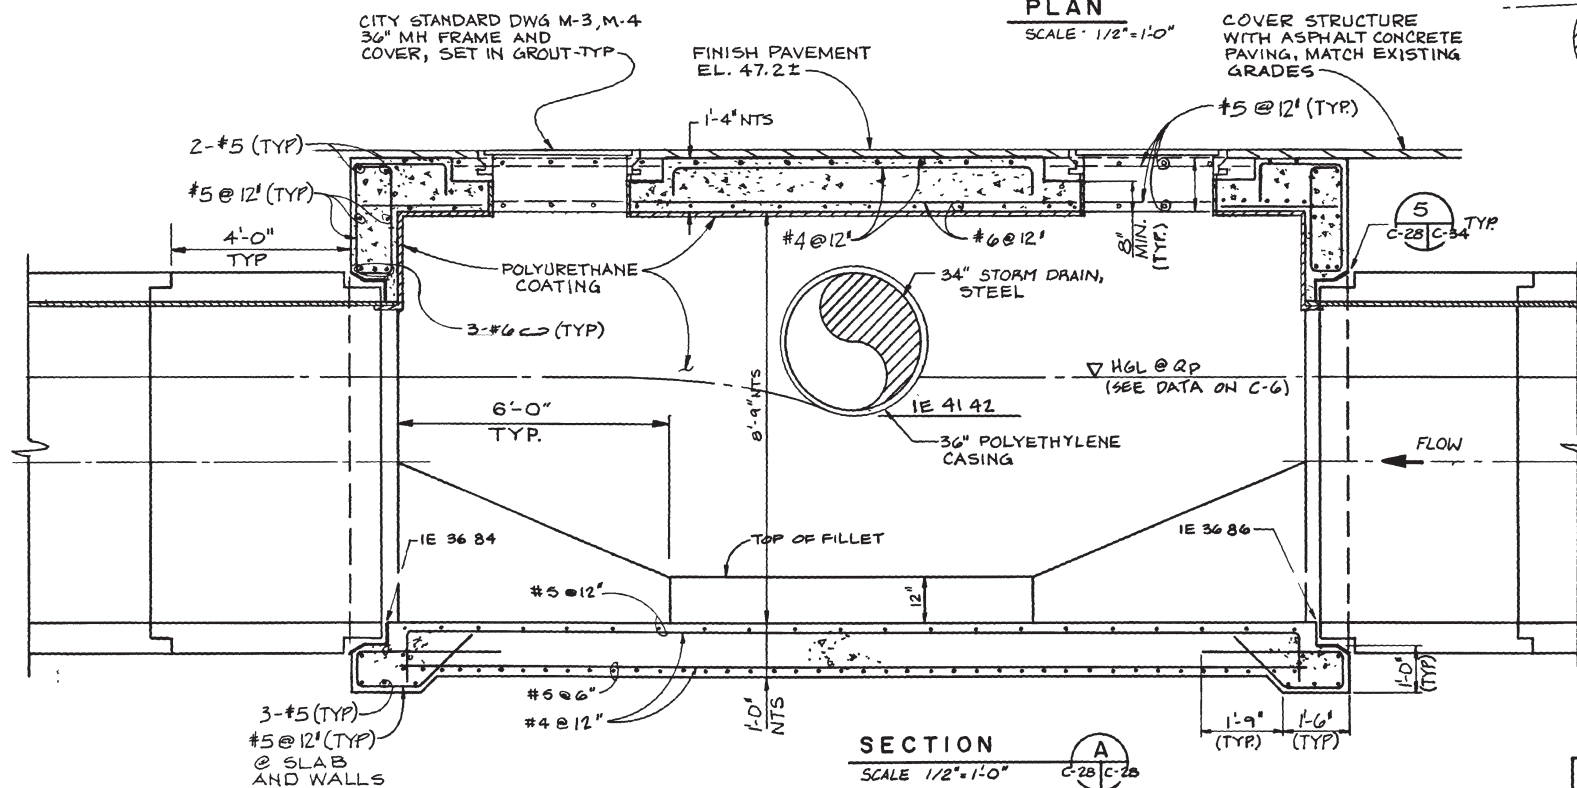 PLAN
SCALE 1/2"=1'-0"
CITY STANDARD DWG M-3, M-4
36" MH FRAME AND
COVER, SET IN GROUT-TYP
FINISH PAVEMENT
EL. 47.2±
COVER STRUCTURE
WITH ASPHALT CONCRETE
PAVING, MATCH EXISTING
GRADES
1'-4" NTS
#5 @ 12" (TYP.)
2-#5 (TYP)
#5 @ 12" (TYP)
4'-0"
TYP
POLYURETHANE
COATING
3-#6 (TYP)
#4 @ 12"
#6 @ 12"
8"
MIN.
(TYP.)
5
C-28 C-34
TYP.
34" STORM DRAIN,
STEEL
HGL @ Qp
(SEE DATA ON C-6)
8'-9" NTS
IE 41 42
6'-0"
TYP.
36" POLYETHYLENE
CASING
FLOW
IE 36 84
TOP OF FILLET
IE 36 86
#5 @ 12"
12"
#5 @ 6"
#4 @ 12"
1'-0"
NTS
3-#5 (TYP)
#5 @ 12" (TYP)
@ SLAB
AND WALLS
1'-0"
(TYP)
1'-9"
(TYP.)
1'-6"
(TYP)
SECTION
SCALE 1/2"=1'-0"
A
C-28 C-28